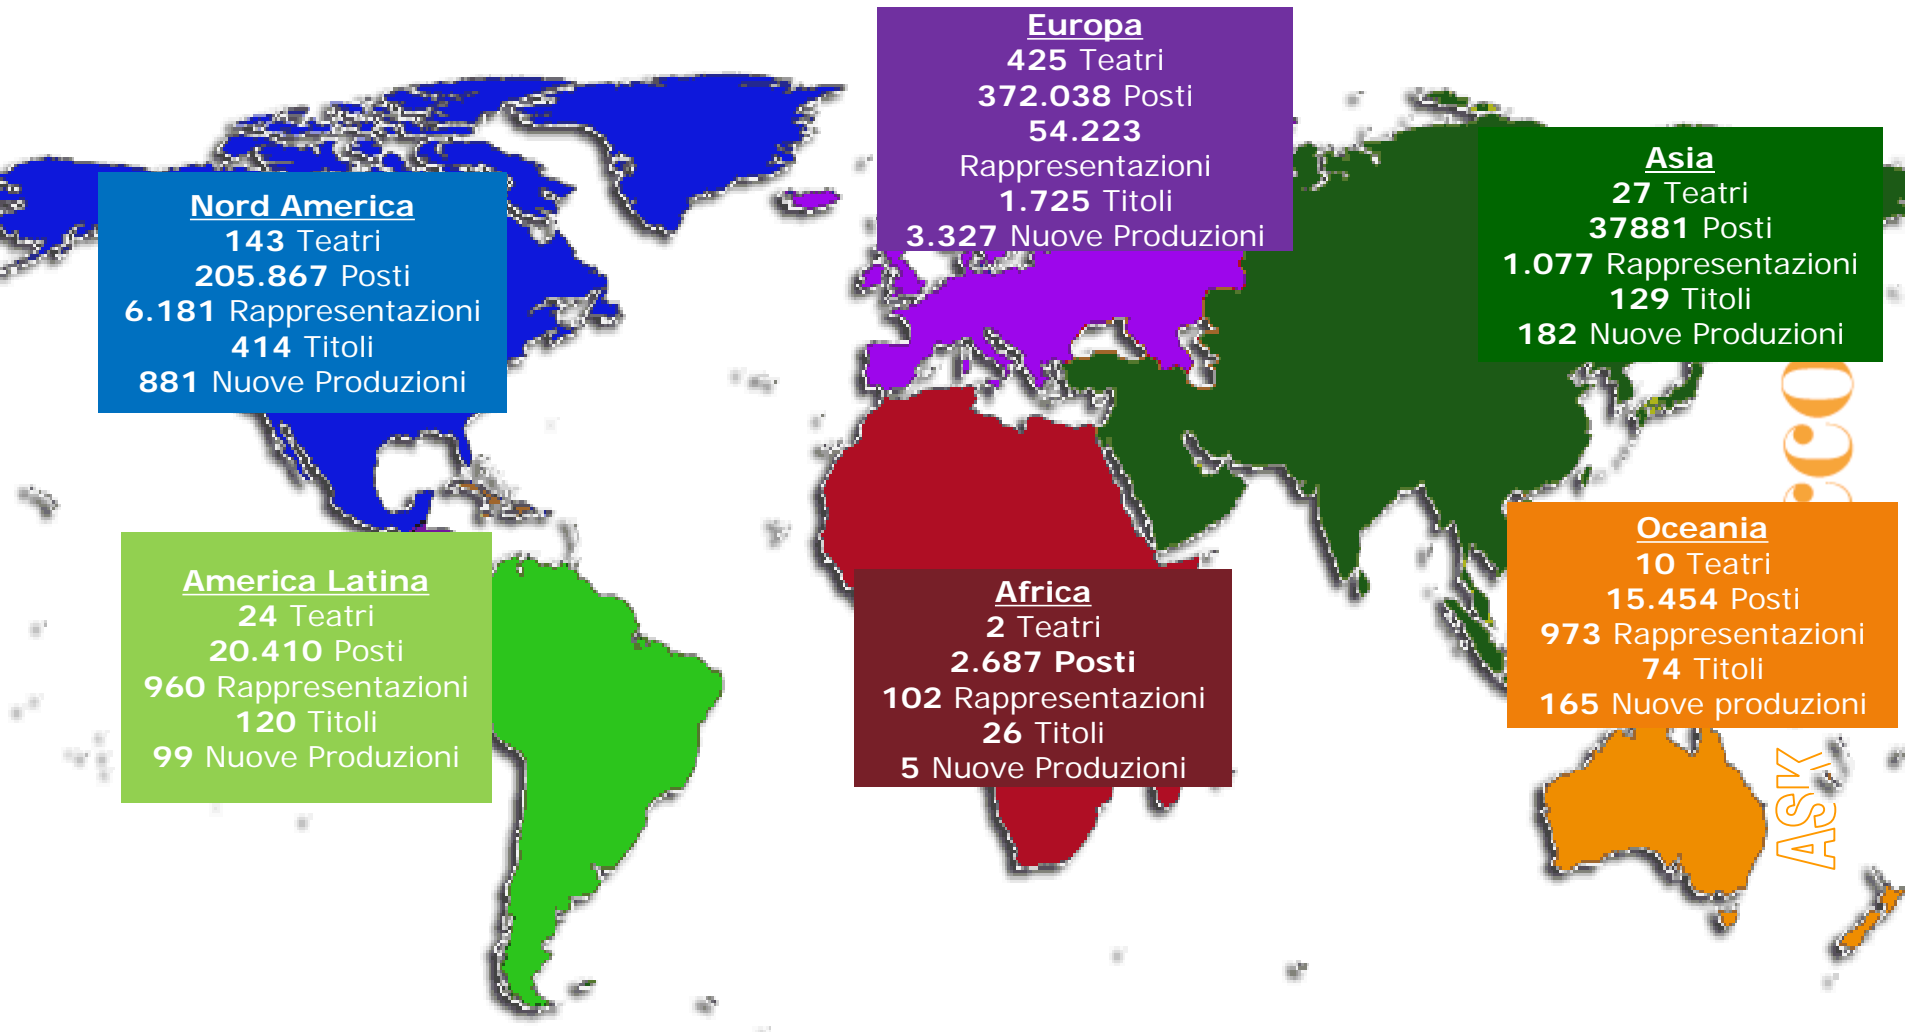 Europa
425 Teatri
372.038 Posti
54.223
Rappresentazioni
1.725 Titoli
3.327 Nuove Produzioni
Nord America
143 Teatri
205.867 Posti
6.181 Rappresentazioni
414 Titoli
881 Nuove Produzioni
Asia
27 Teatri
37881 Posti
1.077 Rappresentazioni
129 Titoli
182 Nuove Produzioni
America Latina
24 Teatri
20.410 Posti
960 Rappresentazioni
120 Titoli
99 Nuove Produzioni
Africa
2 Teatri
2.687 Posti
102 Rappresentazioni
26 Titoli
5 Nuove Produzioni
Oceania
10 Teatri
15.454 Posti
973 Rappresentazioni
74 Titoli
165 Nuove produzioni
ASK